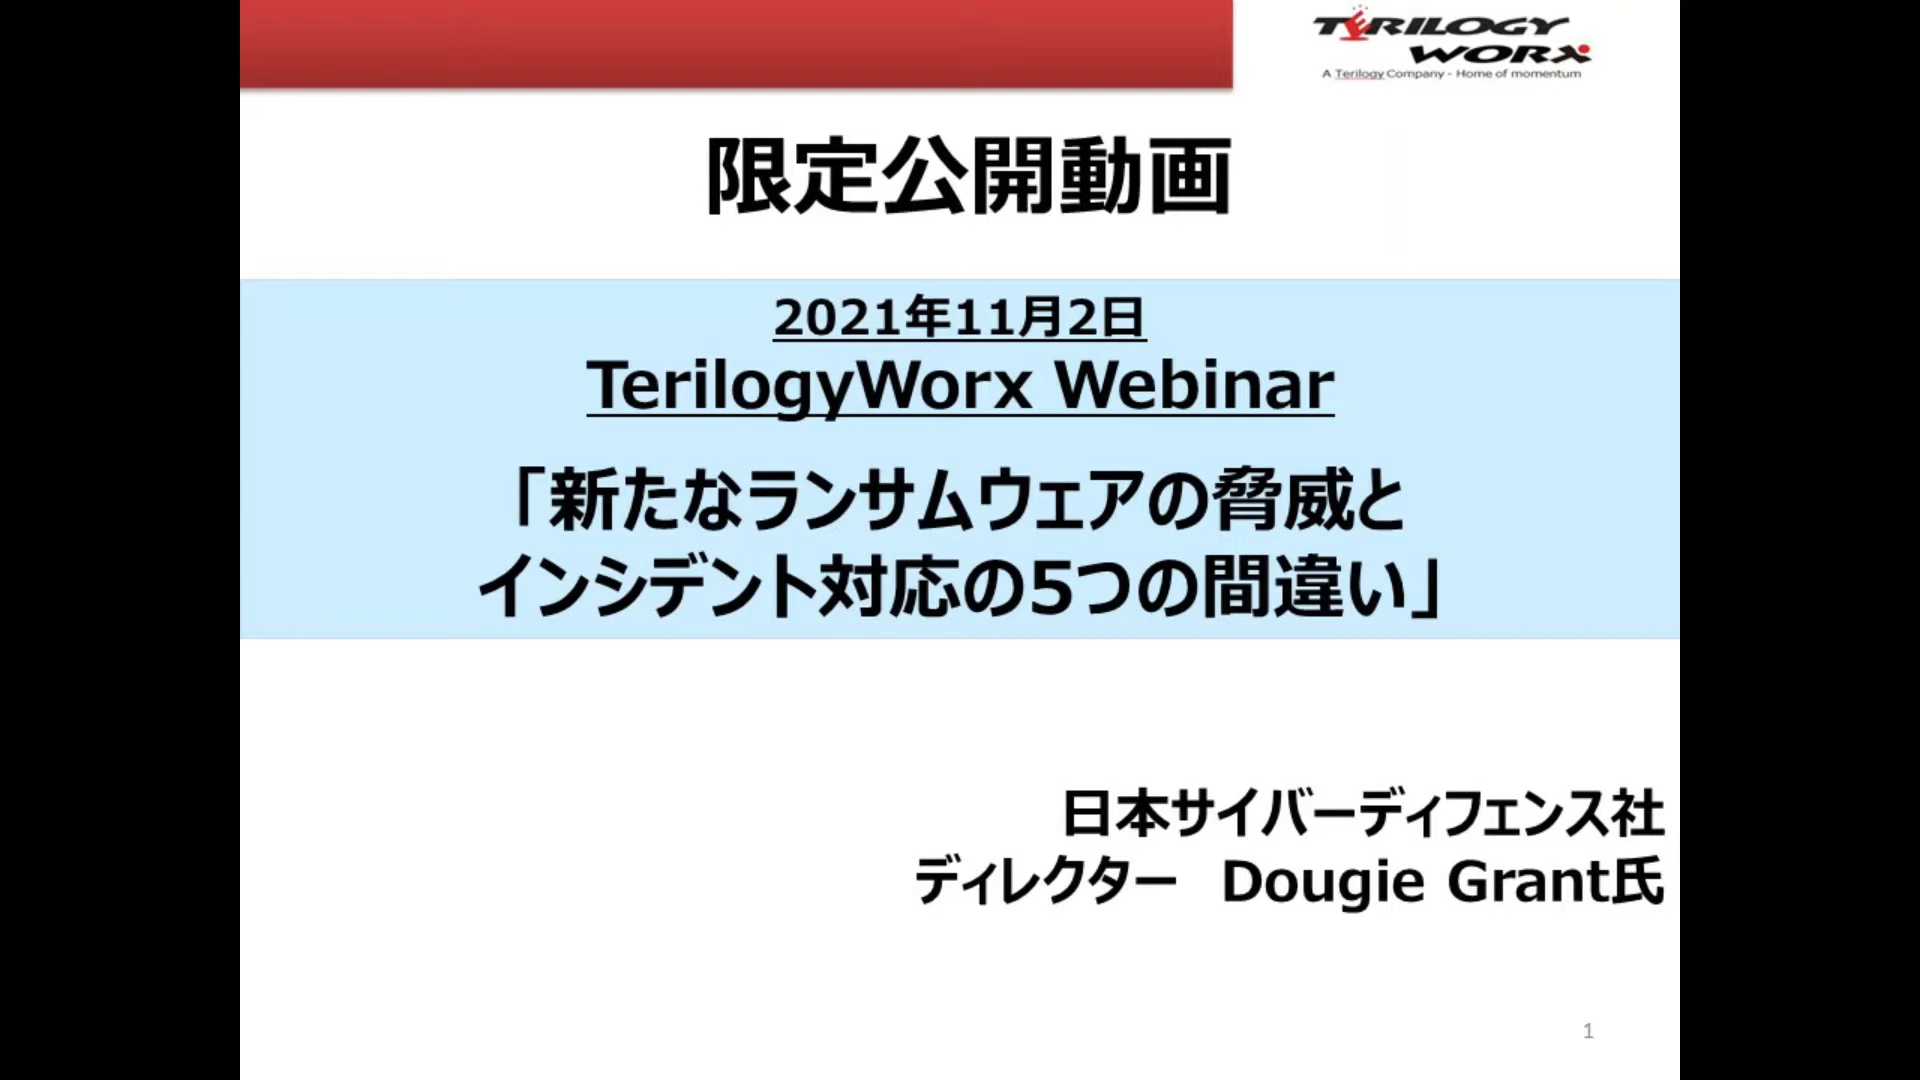 TERILOGY
WORX
A Terilogy Company - Home of momentum
限定公開動画
2021年11月2日
TerilogyWorx Webinar
「新たなランサムウェアの脅威と
インシデント対応の5つの間違い」
日本サイバーディフェンス社
ディレクター　Dougie Grant氏
1